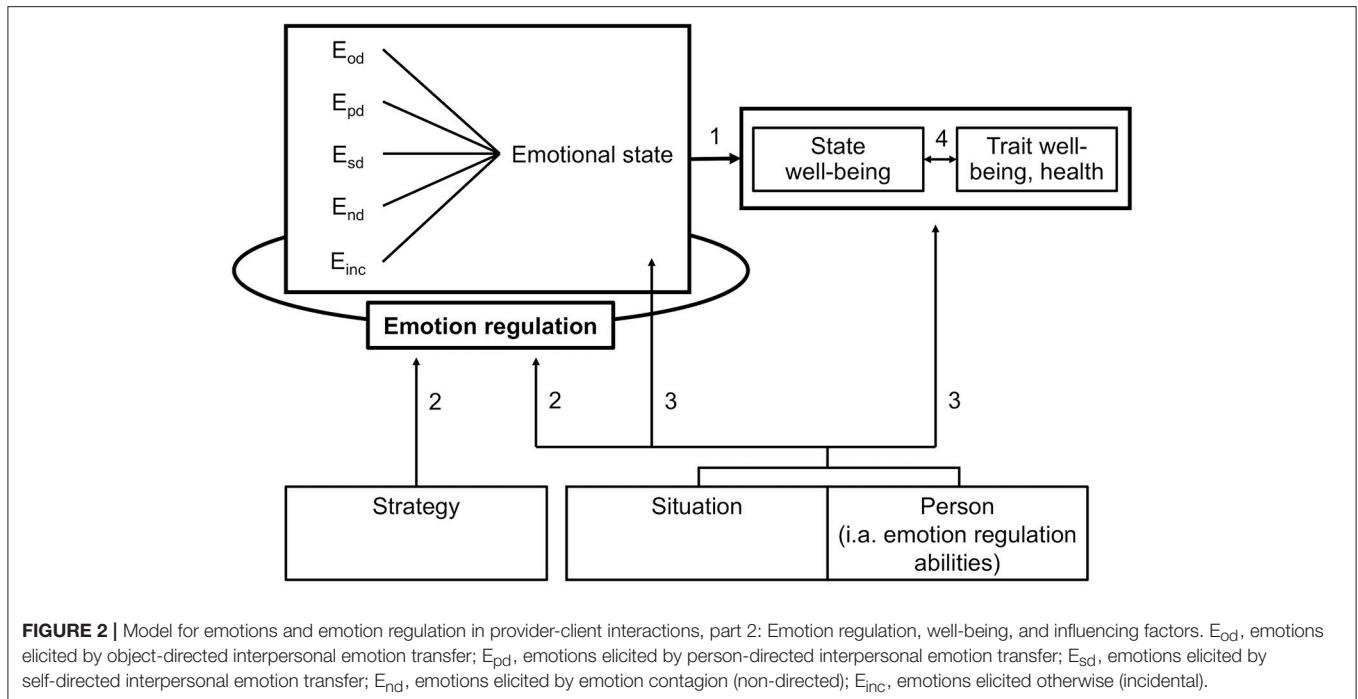 E_od
E_pd
E_sd
E_nd
E_inc
Emotional state
1
State
well-being
4
Trait well-
being, health
Emotion regulation
2
2
3
3
Strategy
Situation
Person
(i.a. emotion regulation
abilities)
FIGURE 2 | Model for emotions and emotion regulation in provider-client interactions, part 2: Emotion regulation, well-being, and influencing factors. E_od, emotions
elicited by object-directed interpersonal emotion transfer; E_pd, emotions elicited by person-directed interpersonal emotion transfer; E_sd, emotions elicited by
self-directed interpersonal emotion transfer; E_nd, emotions elicited by emotion contagion (non-directed); E_inc, emotions elicited otherwise (incidental).